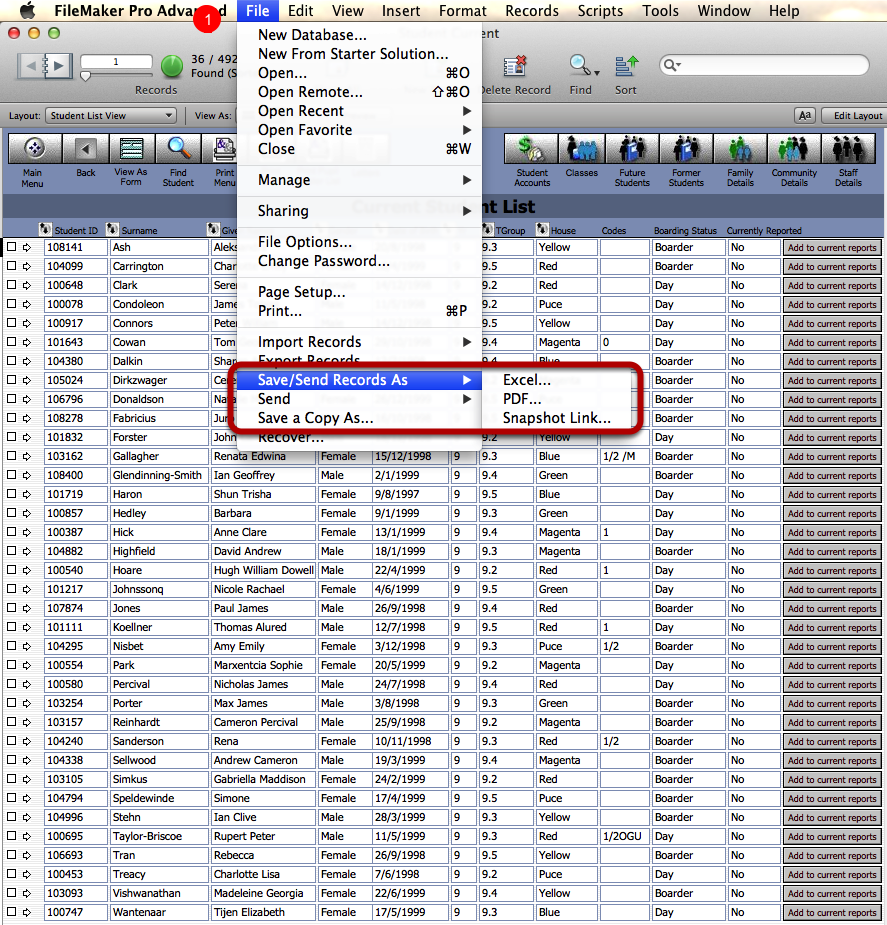 FileMaker Pro Advan d File Edit View Insert Format Records Scripts Tools Window Help
1
New Database...
New From Starter Solution...
Open... ⌘O
Open Remote... ⇧⌘O
Open Recent
Open Favorite
Close ⌘W
Manage
Sharing
File Options...
Change Password...
Page Setup...
Print... ⌘P
Import Records
Export Records
Save/Send Records As
Send
Save a Copy As...
Recover...
Excel...
PDF...
Snapshot Link...
1
36 / 492
Found (S
Records
Delete Record
Find
Sort
Layout: Student List View View As: Aa Edit Layout
Main Menu
Back
View As Form
Find Student
Print Menu
Student Accounts
Classes
Future Students
Former Students
Family Details
Community Details
Staff Details
Current Student List
Student ID Surname Give TGroup House Codes Boarding Status Currently Reported
108141 Ash Aleks 9.3 Yellow Boarder No Add to current reports
104099 Carrington Char 9.5 Red Boarder No Add to current reports
100648 Clark Seren 9.4 Red Day No Add to current reports
100078 Condoleon Jame 9.2 Puce Day No Add to current reports
100917 Connors Peter 9.5 Yellow Day No Add to current reports
101643 Cowan Tom 9.4 Magenta 0 Day No Add to current reports
104380 Dalkin Shar 9.4 Blue Boarder No Add to current reports
105024 Dirkzwager Cere Add to current reports
106796 Donaldson Nata Add to current reports
108278 Fabricius Add to current reports
101832 Forster John 9.2 Yellow Day No Add to current reports
103162 Gallagher Renata Edwina Female 15/12/1998 9 9.3 Blue 1/2 /M Boarder No Add to current reports
108400 Glendinning-Smith Ian Geoffrey Male 2/1/1999 9 9.4 Green Boarder No Add to current reports
101719 Haron Shun Trisha Female 9/8/1997 9 9.5 Blue Day No Add to current reports
100857 Hedley Barbara Female 9/1/1999 9 9.3 Green Day No Add to current reports
100387 Hick Anne Clare Female 13/1/1999 9 9.4 Magenta 1 Day No Add to current reports
104882 Highfield David Andrew Male 18/1/1999 9 9.3 Magenta Boarder No Add to current reports
100540 Hoare Hugh William Dowell Male 22/4/1999 9 9.2 Red 1 Day No Add to current reports
101217 Johnssonq Nicole Rachael Female 4/6/1999 9 9.5 Green Day No Add to current reports
107874 Jones Paul James Male 26/9/1999 9 9.4 Red Boarder No Add to current reports
101111 Koellner Thomas Alured Male 12/7/1998 9 9.5 Red 1 Day No Add to current reports
104295 Nisbet Amy Emily Female 3/12/1998 9 9.3 Puce 1/2 Boarder No Add to current reports
100554 Park Marxentcia Sophie Female 20/5/1999 9 9.2 Magenta Day No Add to current reports
100580 Percival Nicholas James Male 24/7/1999 9 9.4 Red Day No Add to current reports
103254 Porter Max James Male 3/8/1999 9 9.3 Green Boarder No Add to current reports
103157 Reinhardt Cameron Percival Male 25/9/1998 9 9.2 Magenta Boarder No Add to current reports
104240 Sanderson Rena Female 10/11/1998 9 9.3 Red 1/2 Boarder No Add to current reports
104338 Sellwood Andrew Cameron Male 19/3/1999 9 9.4 Magenta Boarder No Add to current reports
103105 Simkus Gabriella Maddison Female 24/2/1999 9 9.2 Red Boarder No Add to current reports
104794 Speldewinde Simone Female 17/4/1999 9 9.5 Puce Boarder No Add to current reports
104996 Stehn Ian Clive Male 28/3/1999 9 9.3 Yellow Boarder No Add to current reports
100695 Taylor-Briscoe Rupert Peter Male 11/5/1999 9 9.3 Red 1/2OGU Day No Add to current reports
106693 Tran Rebecca Female 26/9/1998 9 9.5 Yellow Boarder No Add to current reports
100453 Treacy Charlotte Lisa Female 7/6/1998 9 9.2 Puce Day No Add to current reports
103093 Vishwanathan Madeleine Georgia Female 22/6/1999 9 9.4 Yellow Boarder No Add to current reports
100747 Wantenaar Tijen Elizabeth Female 17/5/1999 9 9.3 Blue Day No Add to current reports